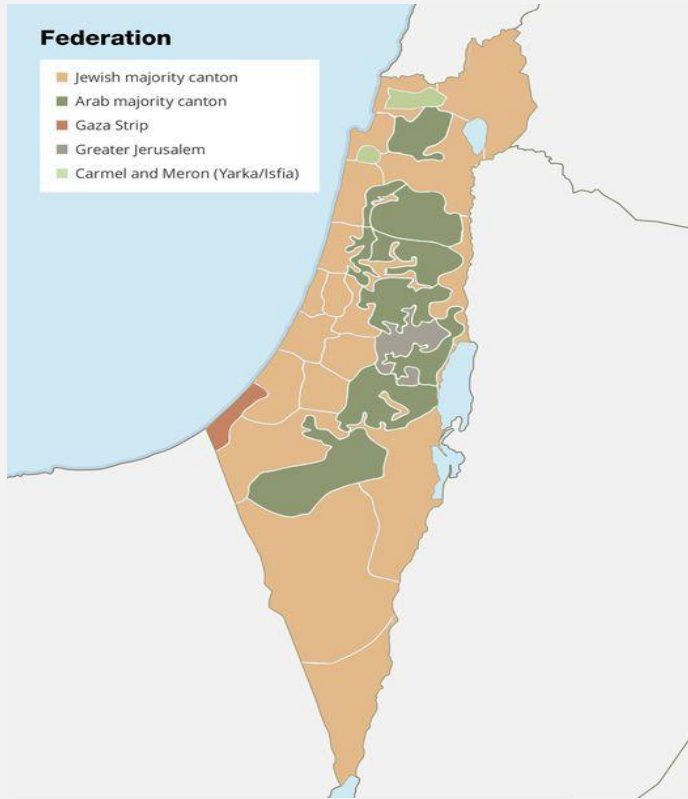 Federation
Jewish majority canton
Arab majority canton
Gaza Strip
Greater Jerusalem
Carmel and Meron (Yarka/Isfia)